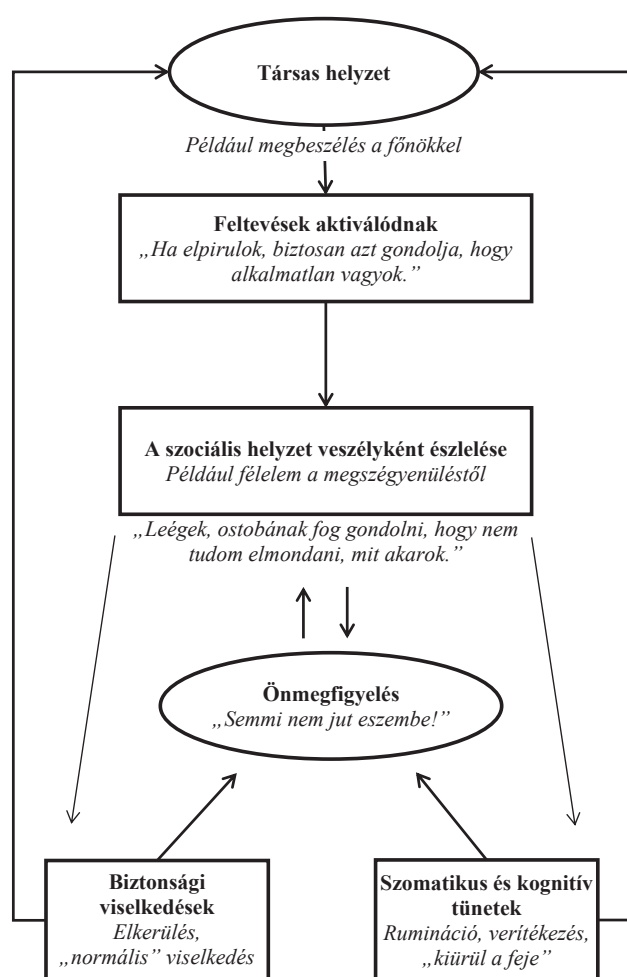 Társas helyzet
Például megbeszélés a főnökkel
Feltevések aktiválódnak
„Ha elpirulok, biztosan azt gondolja, hogy
alkalmatlan vagyok.”
A szociális helyzet veszélyként észlelése
Például félelem a megszégyenüléstől
„Leégek, ostobának fog gondolni, hogy nem
tudom elmondani, mit akarok.”
Önmegfigyelés
„Semmi nem jut eszembe!”
Biztonsági
viselkedések
Elkerülés,
„normális” viselkedés
Szomatikus és kognitív
tünetek
Rumináció, verítékezés,
„kiürül a feje”